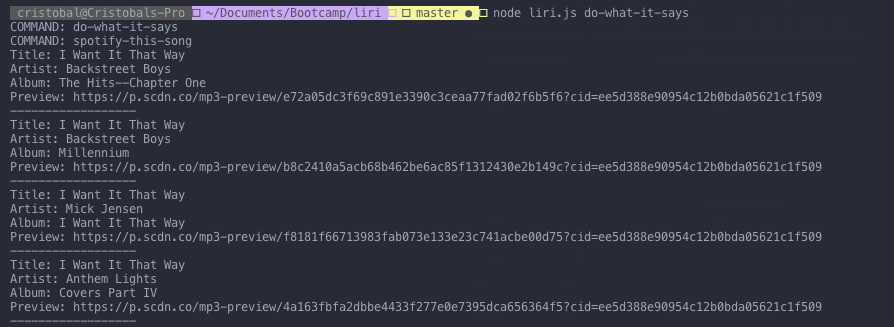 cristobal@Cristobals-Pro ~/Documents/Bootcamp/liri master ● node liri.js do-what-it-says
COMMAND: do-what-it-says
COMMAND: spotify-this-song
Title: I Want It That Way
Artist: Backstreet Boys
Album: The Hits--Chapter One
Preview: https://p.scdn.co/mp3-preview/e72a05dc3f69c891e3390c3ceaa77fad02f6b5f6?cid=ee5d388e90954c12b0bda05621c1f509
------------------
Title: I Want It That Way
Artist: Backstreet Boys
Album: Millennium
Preview: https://p.scdn.co/mp3-preview/b8c2410a5acb68b462be6ac85f1312430e2b149c?cid=ee5d388e90954c12b0bda05621c1f509
------------------
Title: I Want It That Way
Artist: Mick Jensen
Album: I Want It That Way
Preview: https://p.scdn.co/mp3-preview/f8181f66713983fab073e133e23c741acbe00d75?cid=ee5d388e90954c12b0bda05621c1f509
------------------
Title: I Want It That Way
Artist: Anthem Lights
Album: Covers Part IV
Preview: https://p.scdn.co/mp3-preview/4a163fbfa2dbbe4433f277e0e7395dca656364f5?cid=ee5d388e90954c12b0bda05621c1f509
------------------